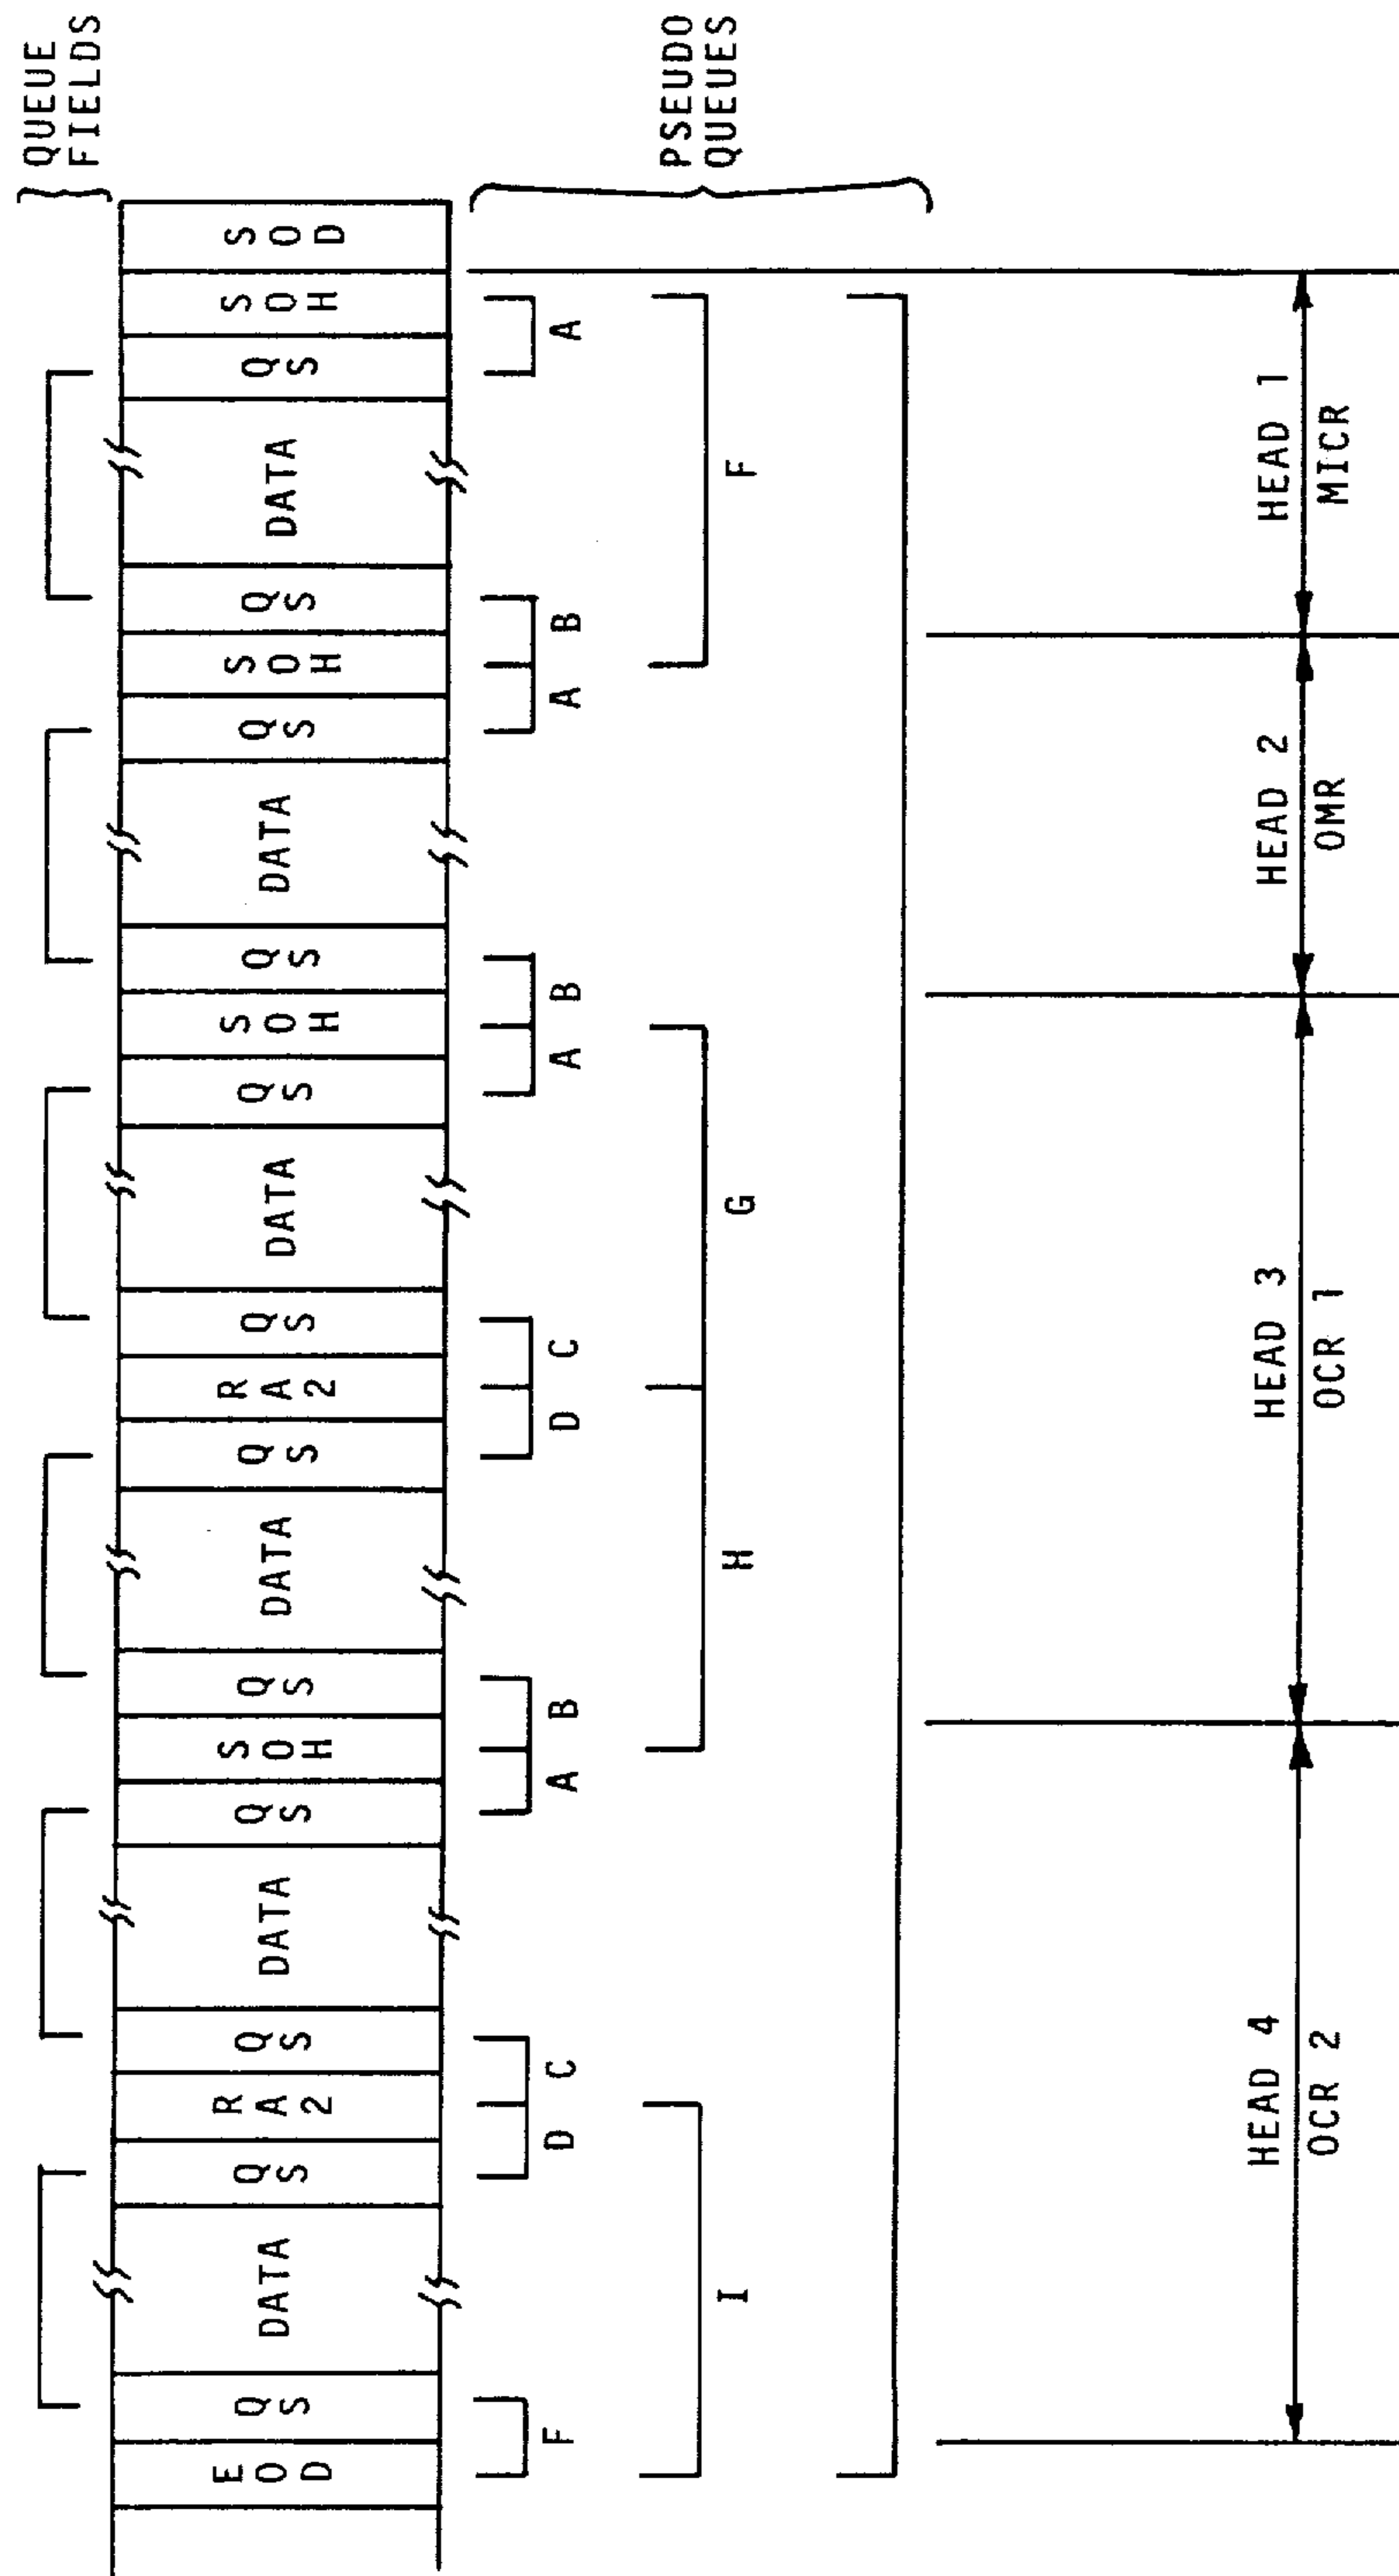 QUEUE
FIELDS
EOD
QS
DATA
QS
RA2
QS
DATA
QS
SOH
QS
DATA
QS
RA2
QS
DATA
QS
SOH
QS
DATA
QS
SOH
QS
DATA
QS
SOH
SOD
F
D
C
A
B
D
C
A
B
A
B
A
PSEUDO
QUEUES
I
H
G
F
HEAD 4
OCR 2
HEAD 3
OCR 1
HEAD 2
OMR
HEAD 1
MICR